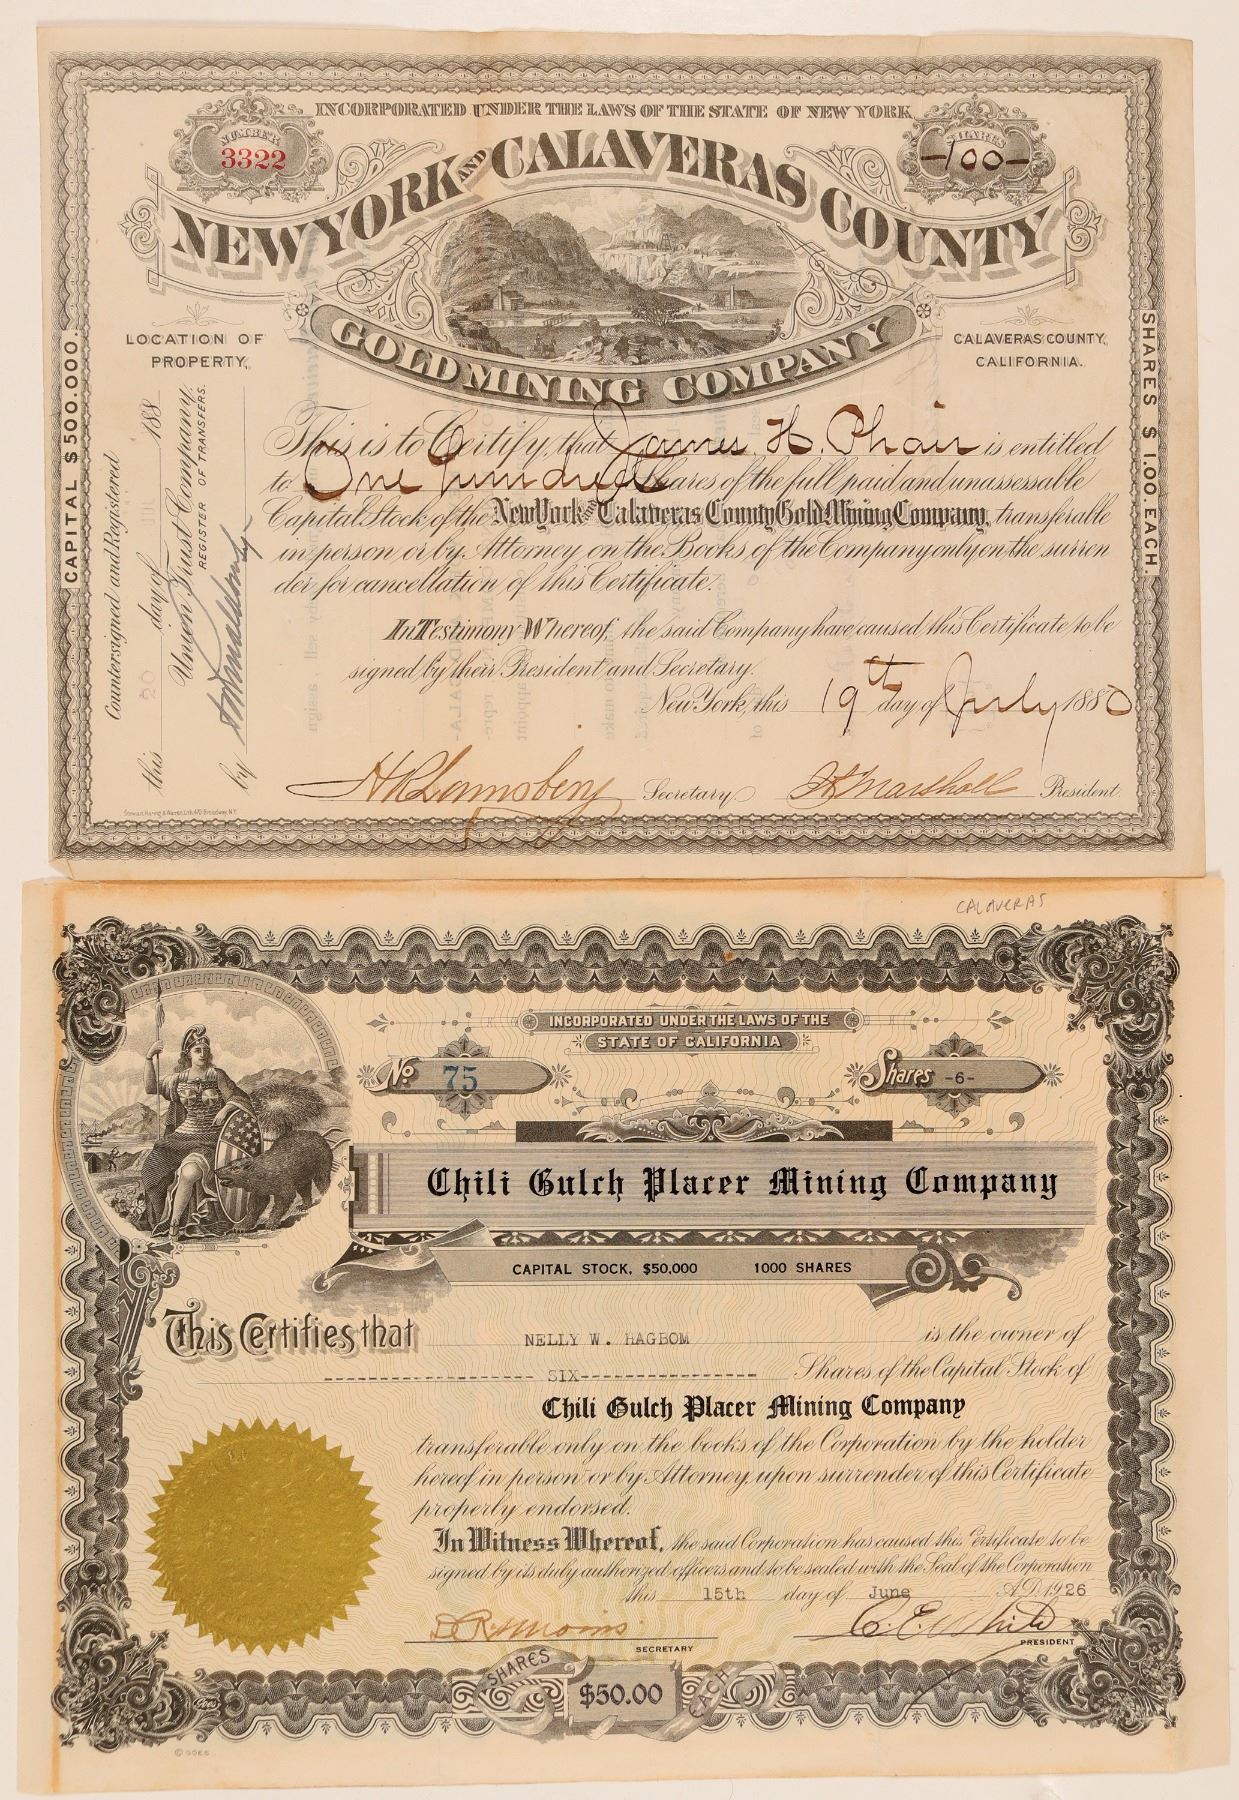 INCORPORATED UNDER THE LAWS OF THE STATE OF NEW YORK
NUMBER
3322
SHARES
-100-
NEW YORK AND CALAVERAS COUNTY
GOLD MINING COMPANY
LOCATION OF
PROPERTY,
CALAVERAS COUNTY,
CALIFORNIA.
CAPITAL $500.000.
SHARES $1.00. EACH.
Countersigned and Registered
this 20 day of 188
Union Trust Company,
REGISTER OF TRANSFERS.
by
This is to Certify, that James H. Phair is entitled
to One hundred Shares of the full paid and unassessable
Capital Stock of the New York and Calaveras County Gold Mining Company, transferable
in person or by Attorney on the Books of the Company only on the surren
der for cancellation of this Certificate.
In Testimony Whereof, the said Company have caused this Certificate to be
signed by their President and Secretary.
New York, this 19th day of July 1880
Secretary
Marshall President
Stewart, Warren Lith. 470 Broadway, N.Y.
CALAVERAS
INCORPORATED UNDER THE LAWS OF THE
STATE OF CALIFORNIA
No 75
Shares -6-
Chili Gulch Placer Mining Company
CAPITAL STOCK, $50,000 1000 SHARES
This Certifies that NELLY W. HAGBOM is the owner of
SIX Shares of the Capital Stock of
Chili Gulch Placer Mining Company
transferable only on the books of the Corporation by the holder
hereof in person or by Attorney, upon surrender of this Certificate
properly endorsed.
In Witness Whereof, the said Corporation has caused this Certificate to be
signed by its duly authorized officers and to be sealed with the Seal of the Corporation
this 15th day of June A.D. 1926
C. E. White
SECRETARY
PRESIDENT
SHARES $50.00 EACH
© GOES